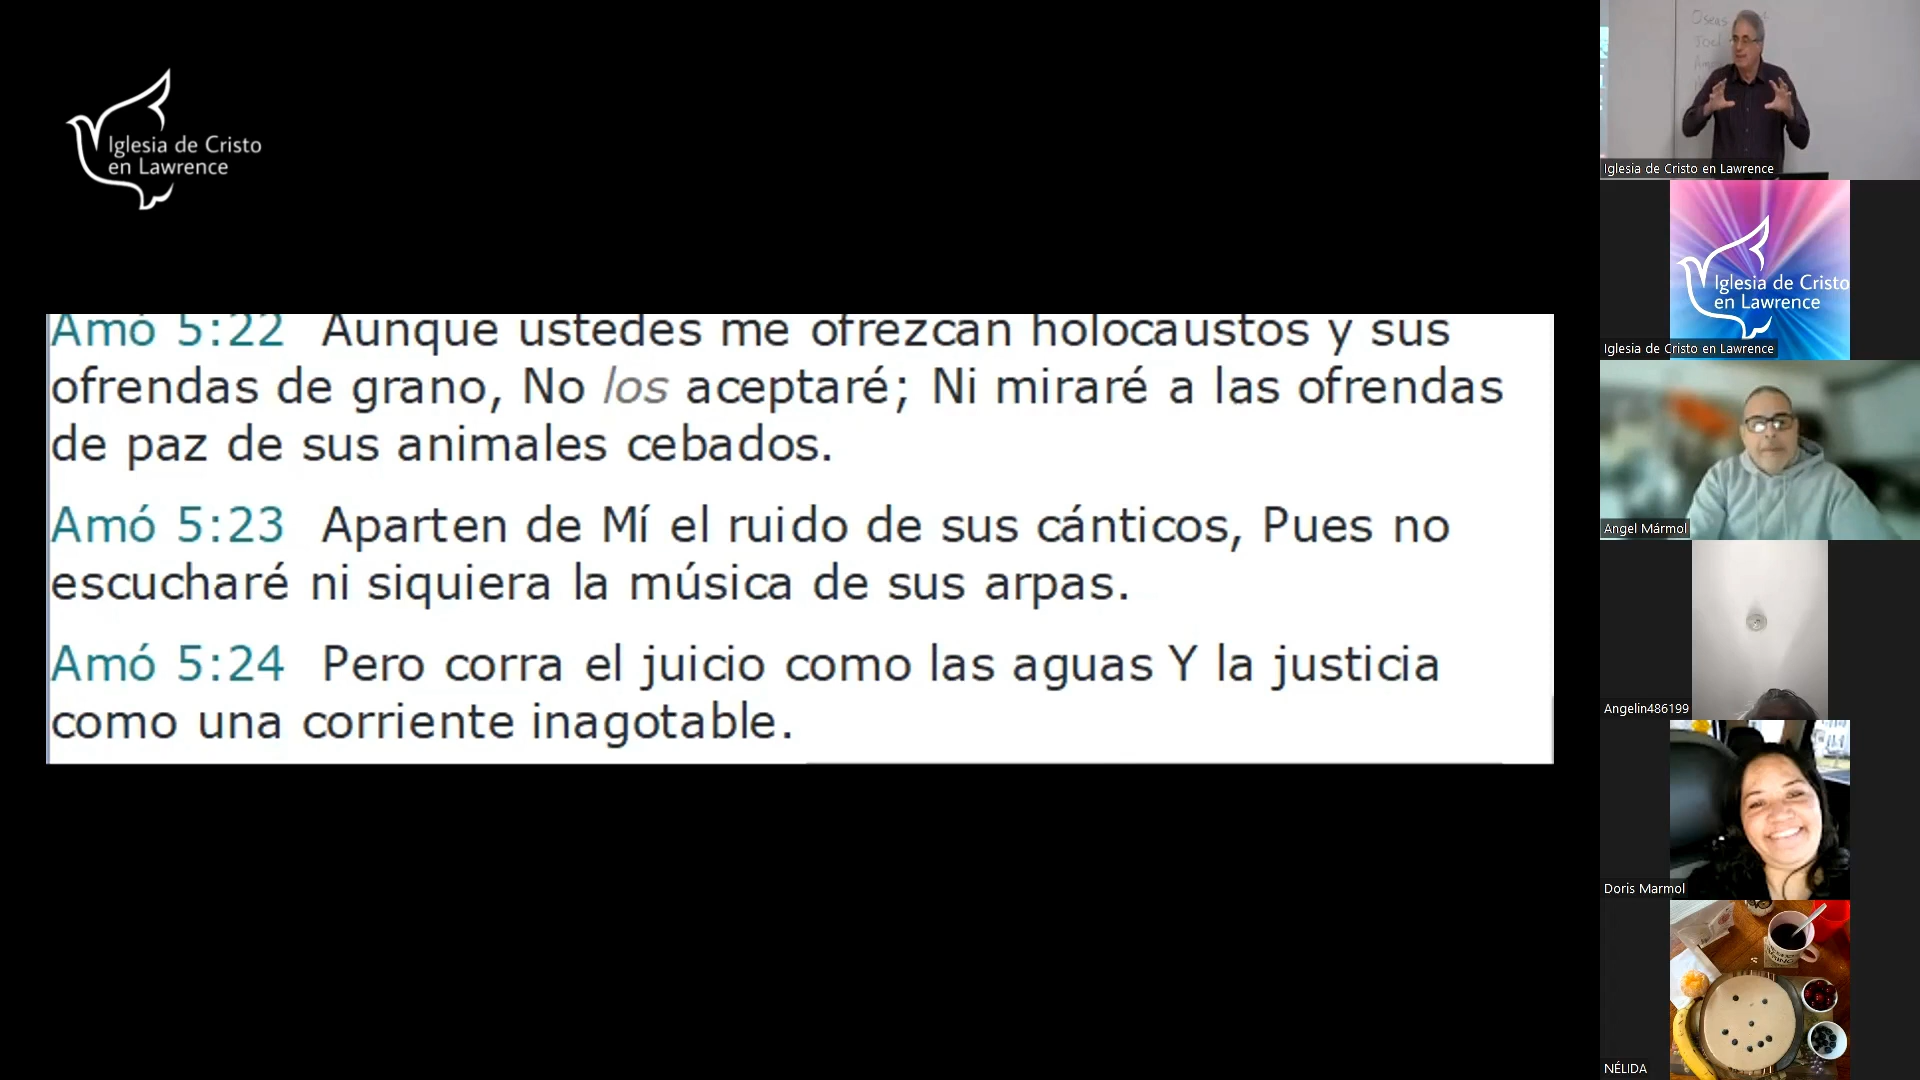 Iglesia de Cristo
en Lawrence
Amó 5:22 Aunque ustedes me ofrezcan holocaustos y sus
ofrendas de grano, No los aceptaré; Ni miraré a las ofrendas
de paz de sus animales cebados.
Amó 5:23 Aparten de Mí el ruido de sus cánticos, Pues no
escucharé ni siquiera la música de sus arpas.
Amó 5:24 Pero corra el juicio como las aguas Y la justicia
como una corriente inagotable.
Oseas
Joel
Iglesia de Cristo en Lawrence
Iglesia de Cristo
en Lawrence
Iglesia de Cristo en Lawrence
Angel Mármol
Angelin486199
Doris Marmol
NÉLIDA